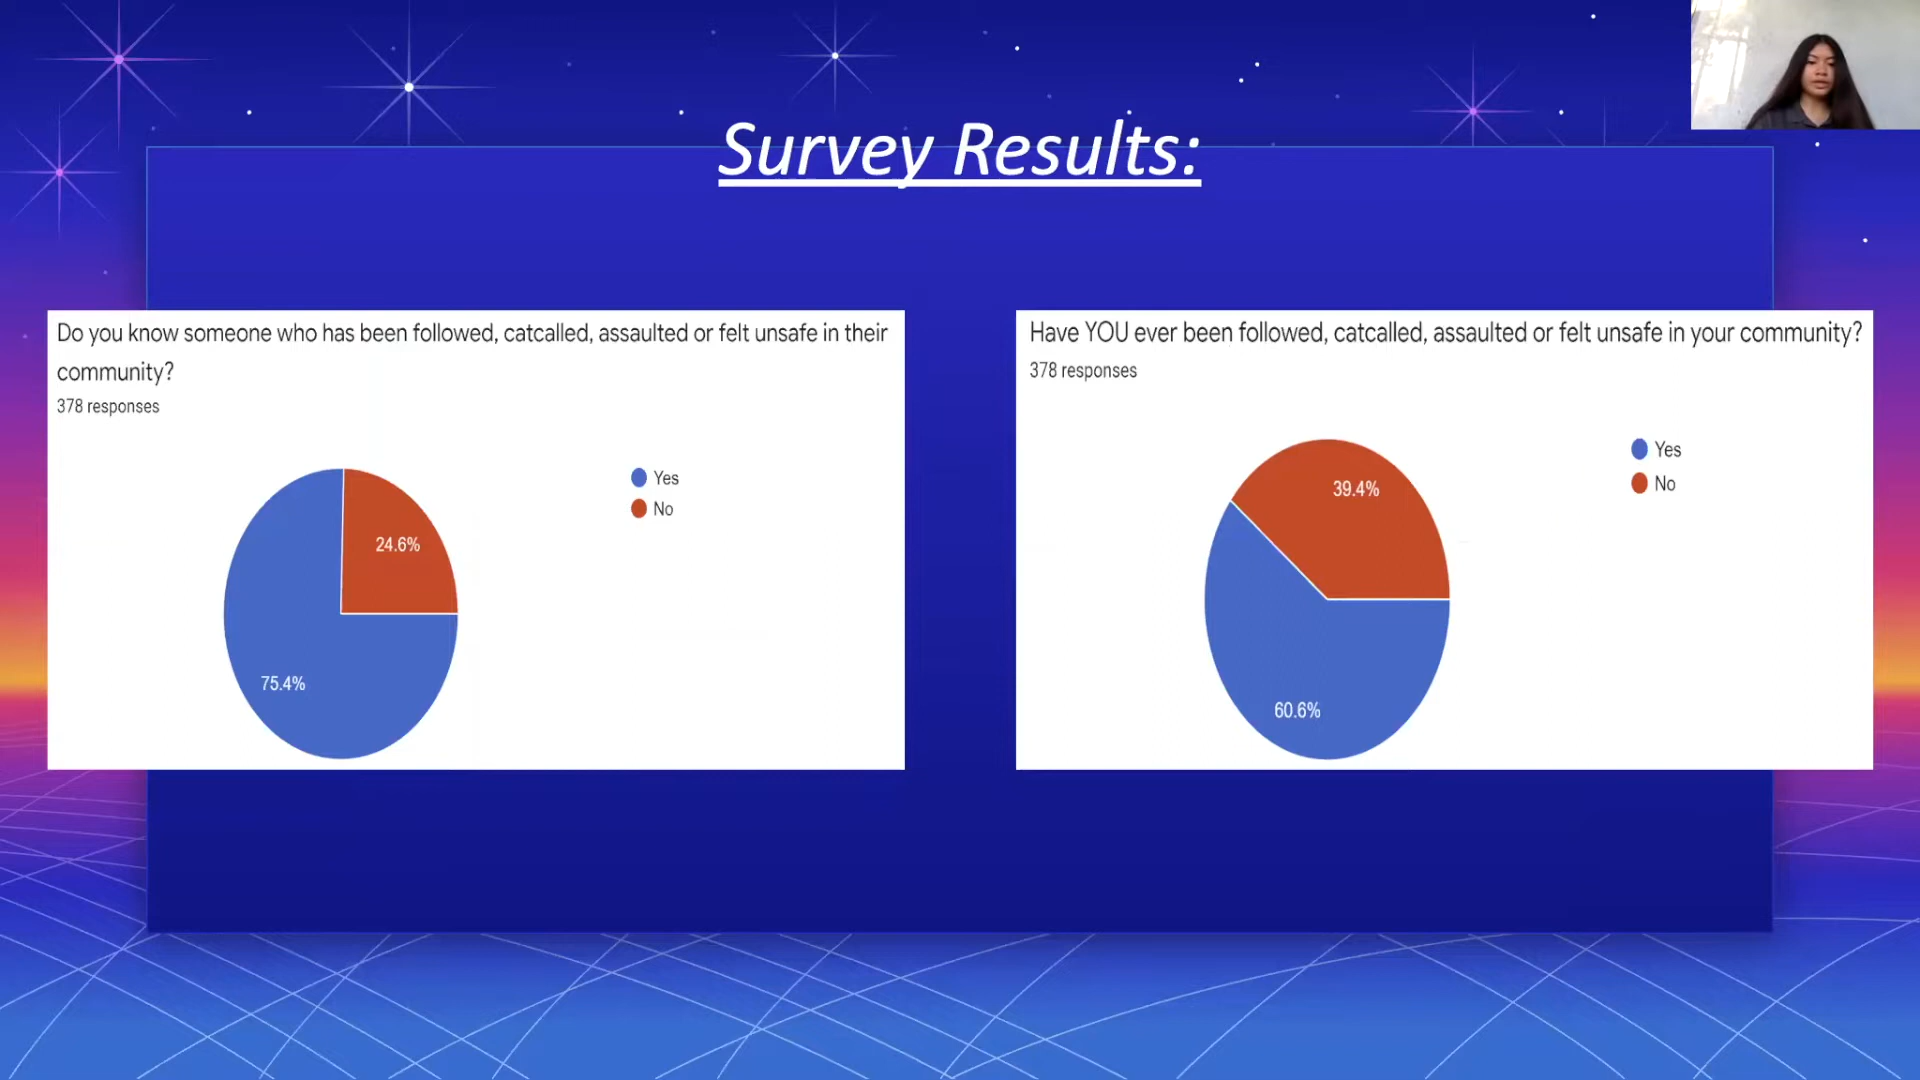 Survey Results:
Do you know someone who has been followed, catcalled, assaulted or felt unsafe in their
community?
378 responses
Yes
No
24.6%
75.4%
Have YOU ever been followed, catcalled, assaulted or felt unsafe in your community?
378 responses
Yes
No
39.4%
60.6%